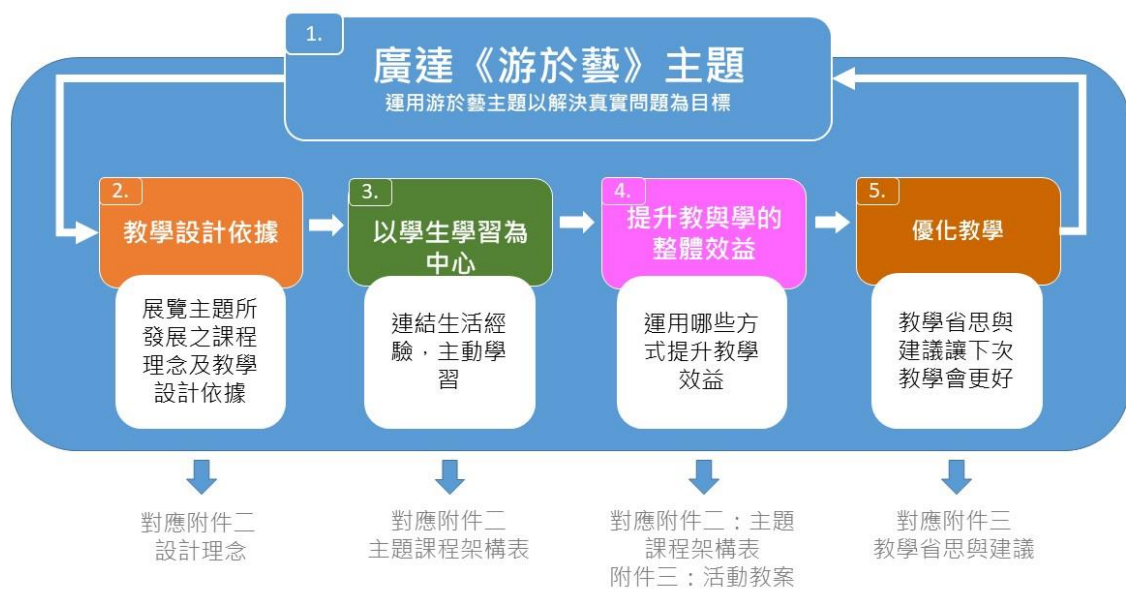 1.
廣達《游於藝》主題
運用游於藝主題以解決真實問題為目標
2.
教學設計依據
展覽主題所
發展之課程
理念及教學
設計依據
3.
以學生學習為
中心
連結生活經
驗，主動學
習
4.
提升教與學的
整體效益
運用哪些方
式提升教學
效益
5.
優化教學
教學省思與
建議讓下次
教學會更好
對應附件二
設計理念
對應附件二
主題課程架構表
對應附件二：主題
課程架構表
附件三：活動教案
對應附件三
教學省思與建議